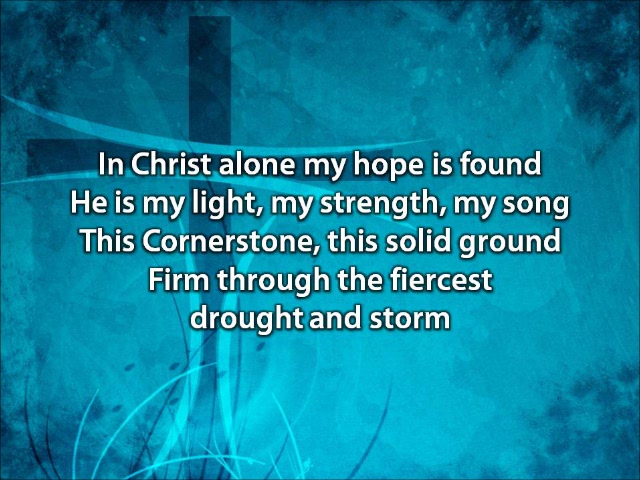 In Christ alone my hope is found
He is my light, my strength, my song
This Cornerstone, this solid ground
Firm through the fiercest
drought and storm